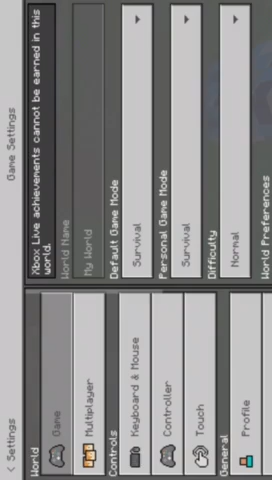 < Settings
Game Settings
World
Game
Multiplayer
Controls
Keyboard & Mouse
Controller
Touch
General
Profile
Xbox Live achievements cannot be earned in this
world.
World Name
My World
Default Game Mode
Survival
Personal Game Mode
Survival
Difficulty
Normal
World Preferences